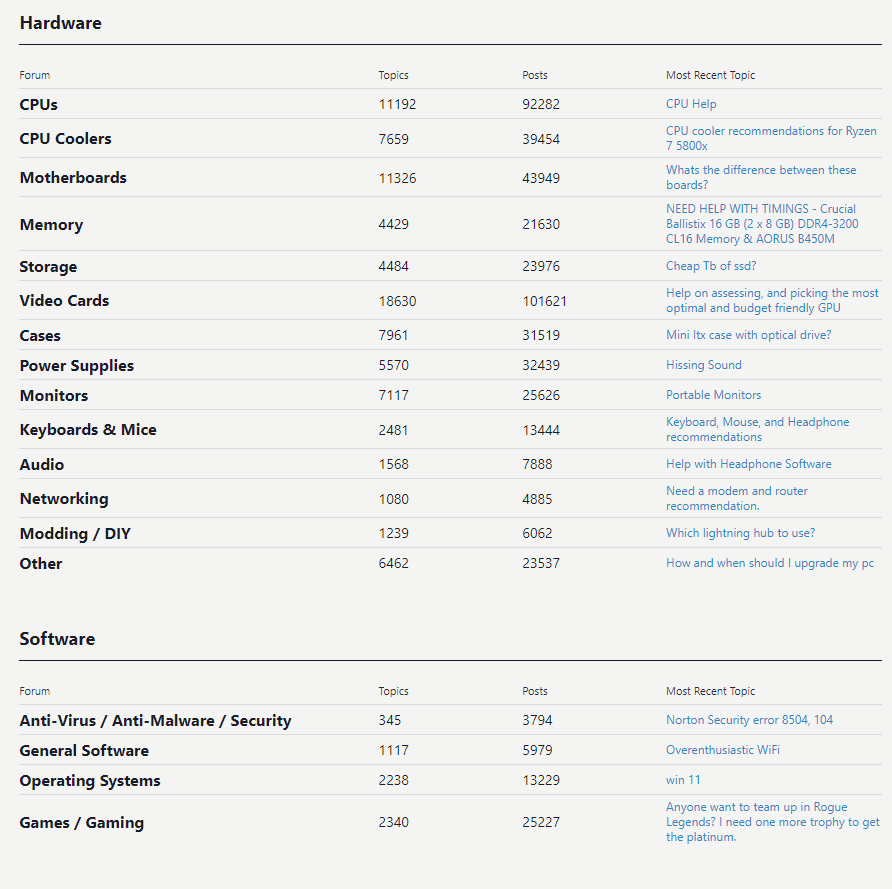 Hardware
Forum Topics Posts Most Recent Topic
CPUs 11192 92282 CPU Help
CPU Coolers 7659 39454 CPU cooler recommendations for Ryzen
7 5800x
Motherboards 11326 43949 Whats the difference between these
boards?
Memory 4429 21630 NEED HELP WITH TIMINGS - Crucial
Ballistix 16 GB (2 x 8 GB) DDR4-3200
CL16 Memory & AORUS B450M
Storage 4484 23976 Cheap Tb of ssd?
Video Cards 18630 101621 Help on assessing, and picking the most
optimal and budget friendly GPU
Cases 7961 31519 Mini Itx case with optical drive?
Power Supplies 5570 32439 Hissing Sound
Monitors 7117 25626 Portable Monitors
Keyboards & Mice 2481 13444 Keyboard, Mouse, and Headphone
recommendations
Audio 1568 7888 Help with Headphone Software
Networking 1080 4885 Need a modem and router
recommendation.
Modding / DIY 1239 6062 Which lightning hub to use?
Other 6462 23537 How and when should I upgrade my pc
Software
Forum Topics Posts Most Recent Topic
Anti-Virus / Anti-Malware / Security 345 3794 Norton Security error 8504, 104
General Software 1117 5979 Overenthusiastic WiFi
Operating Systems 2238 13229 win 11
Games / Gaming 2340 25227 Anyone want to team up in Rogue
Legends? I need one more trophy to get
the platinum.